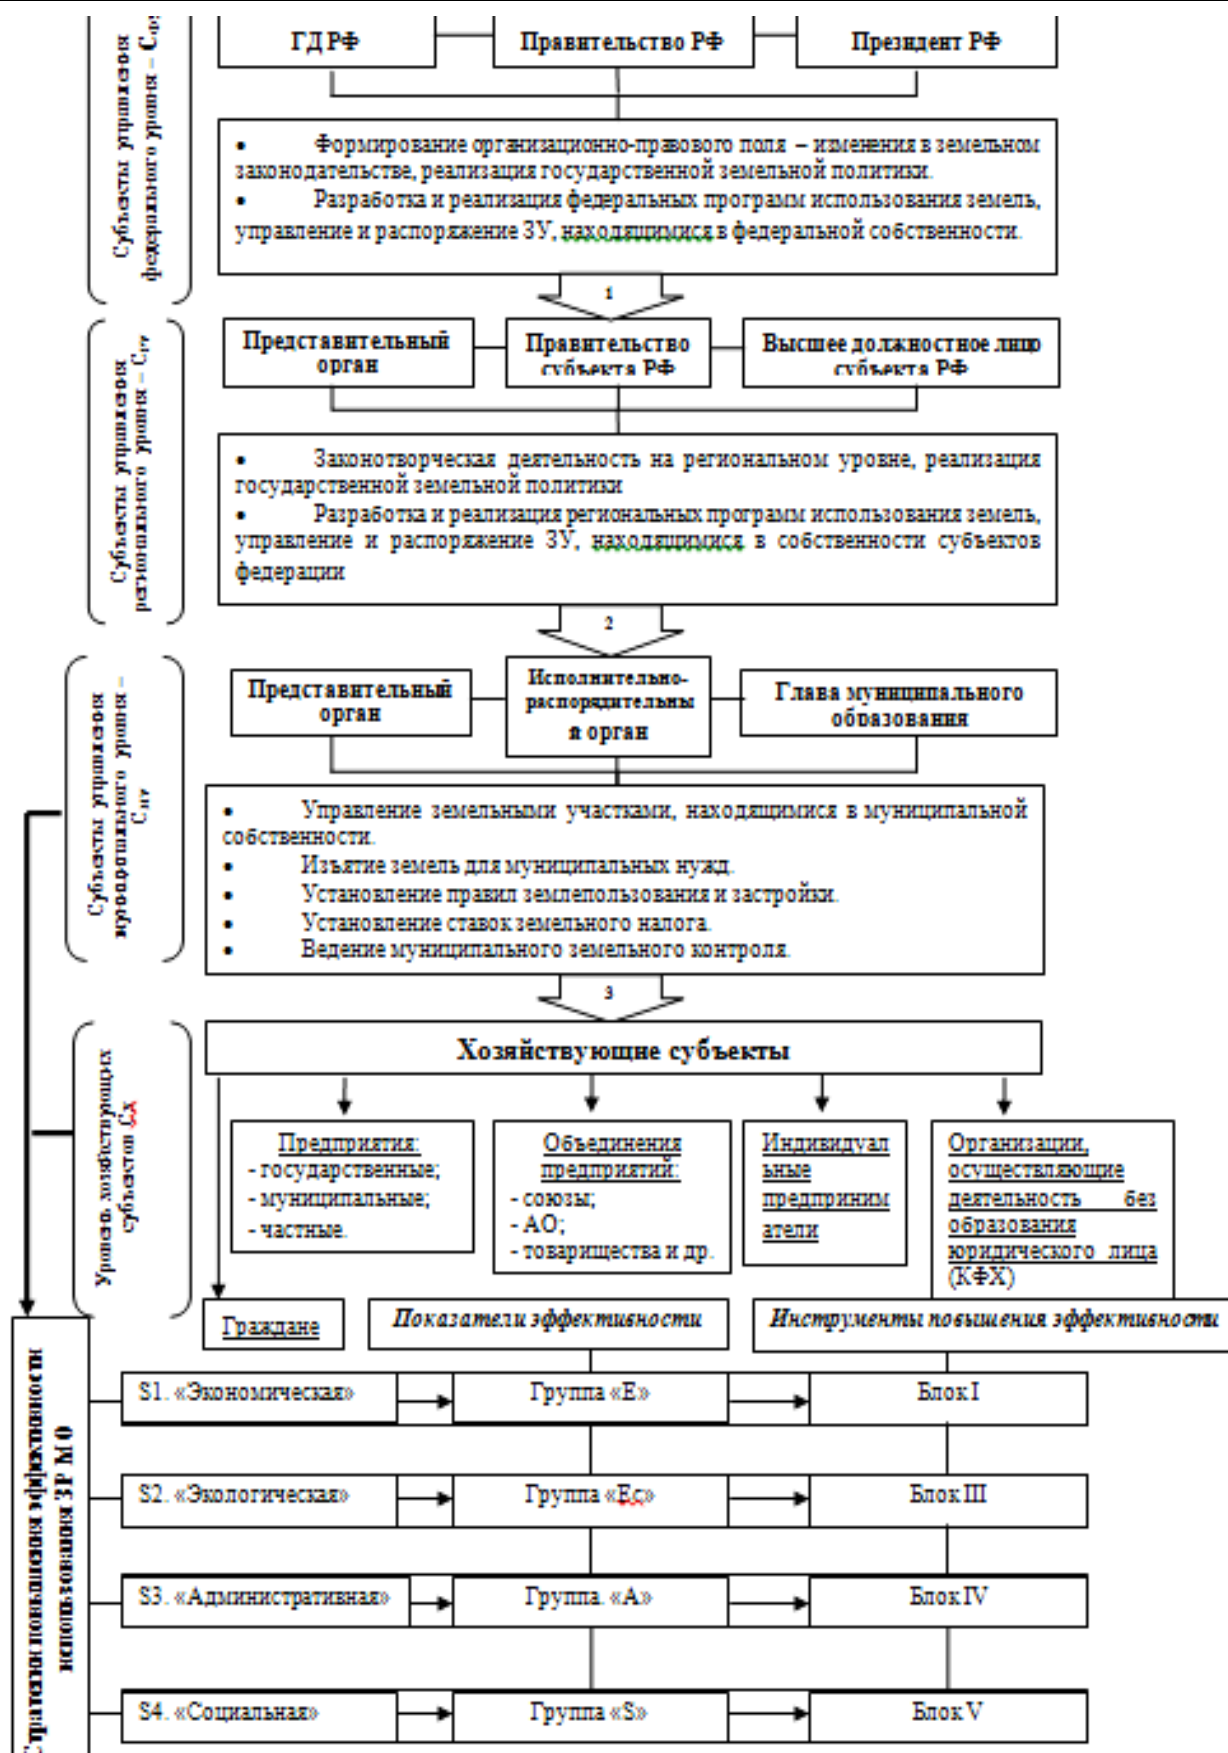 Субъекты управления
федерального уровня –
ГД РФ
Правительство РФ
Президент РФ
• Формирование организационно-правового поля – изменения в земельном
законодательстве, реализация государственной земельной политики.
• Разработка и реализация федеральных программ использования земель,
управление и распоряжение ЗУ, находящимися в федеральной собственности.
1
Субъекты управления
регионального уровня –
Представительный
орган
Правительство
субъекта РФ
Высшее должностное лицо
субъекта РФ
• Законотворческая деятельность на региональном уровне, реализация
государственной земельной политики
• Разработка и реализация региональных программ использования земель,
управление и распоряжение ЗУ, находящимися в собственности субъектов
федерации
2
Субъекты управления
муниципального уровня –
Представительный
орган
Исполнительно-
распорядительны
й орган
Глава муниципального
образования
• Управление земельными участками, находящимися в муниципальной
собственности.
• Изъятие земель для муниципальных нужд.
• Установление правил землепользования и застройки.
• Установление ставок земельного налога.
• Ведение муниципального земельного контроля.
3
Уровень хозяйствующих
субъектов Сх
Хозяйствующие субъекты
Предприятия:
- государственные;
- муниципальные;
- частные.
Объединения
предприятий:
- союзы;
- АО;
- товарищества и др.
Индивидуал
ьные
предприним
атели
Организации,
осуществляющие
деятельность без
образования
юридического лица
(КФХ)
Граждане
Показатели эффективности
Инструменты повышения эффективности
Стратегии повышения эффективности
использования ЗР МО
S1. «Экономическая»
Группа «Е»
Блок I
S2. «Экологическая»
Группа «Ес»
Блок III
S3. «Административная»
Группа. «А»
Блок IV
S4. «Социальная»
Группа «S»
Блок V